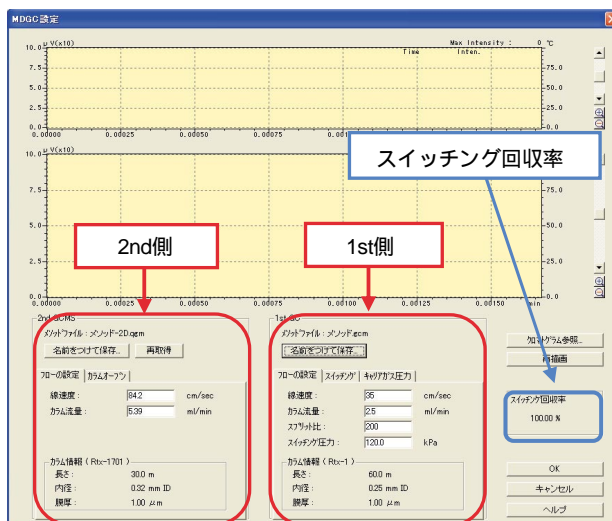 MDGC設定
μV(x10)
Max Intensity : 0 ℃
Time Inten.
10.0
7.5
5.0
2.5
0.0
75.0
50.0
25.0
0.0
0.00000 0.00025 0.00050 0.00075 0.00100 0.00125 0.00150
スイッチング回収率
μV(x10)
10.0
7.5
5.0
2.5
0.0
50.0
25.0
0.0
2nd側
1st側
0.00000 0.00025 0.00050 0.00100 0.00125 0.00150 min
2nd GCMS
メソッドファイル : メソッド-2D.qgm
名前をつけて保存...
再取得
フローの設定
カラムオーブン
線速度 :
84.2
cm/sec
カラム流量 :
5.39
ml/min
カラム情報 ( Rtx-1701 )
長さ : 30.0 m
内径 : 0.32 mm ID
膜厚 : 1.00 μm
1st GC
メソッドファイル : メソッド.gcm
名前をつけて保存...
フローの設定
スイッチング
キャリアガス圧力
線速度 :
35
cm/sec
カラム流量 :
2.5
ml/min
スプリット比 :
200
スイッチング圧力 :
120.0
kPa
カラム情報 ( Rtx-1 )
長さ : 60.0 m
内径 : 0.25 mm ID
膜厚 : 1.00 μm
クロマトグラム参照...
再描画
スイッチング回収率
100.00 %
OK
キャンセル
ヘルプ